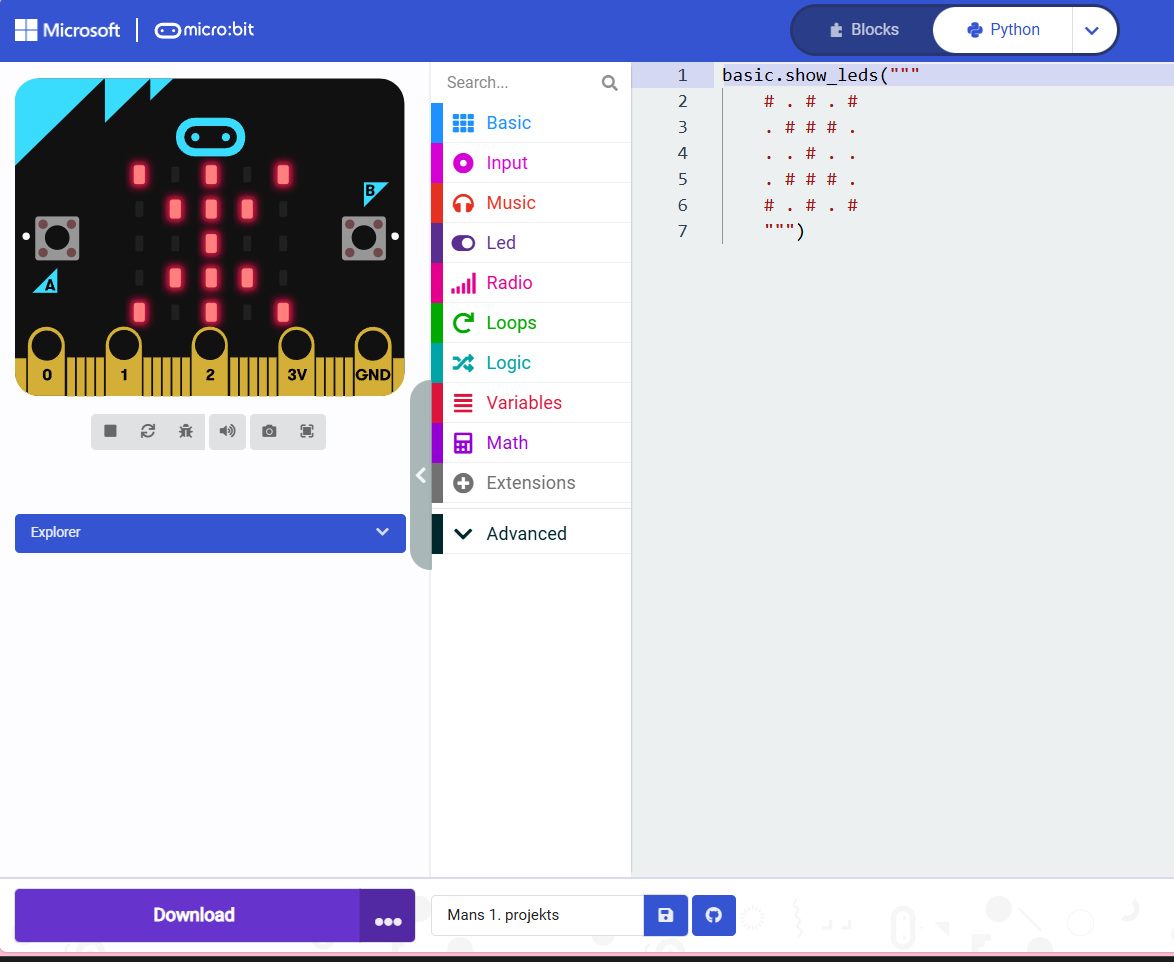 Microsoft
micro:bit
Blocks
Python
B
A
0
1
2
3V
GND
Explorer
Search...
Basic
Input
Music
Led
Radio
Loops
Logic
Variables
Math
Extensions
Advanced
1 basic.show_leds("""
2 # . # . #
3 . # # # .
4 . . # . .
5 . # # # .
6 # . # . #
7 """)
Download
Mans 1. projekts